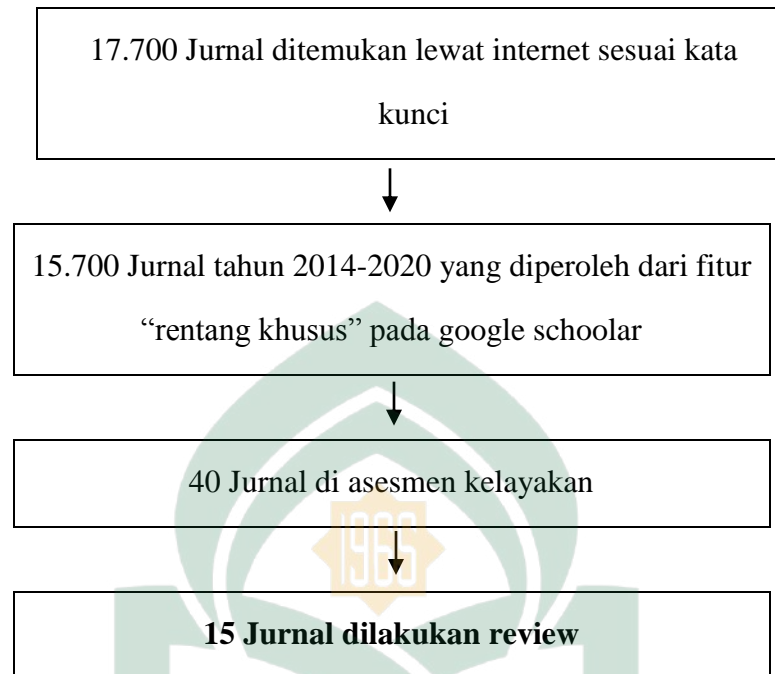 17.700 Jurnal ditemukan lewat internet sesuai kata
kunci
15.700 Jurnal tahun 2014-2020 yang diperoleh dari fitur
“rentang khusus” pada google schoolar
40 Jurnal di asesmen kelayakan
1965
15 Jurnal dilakukan review